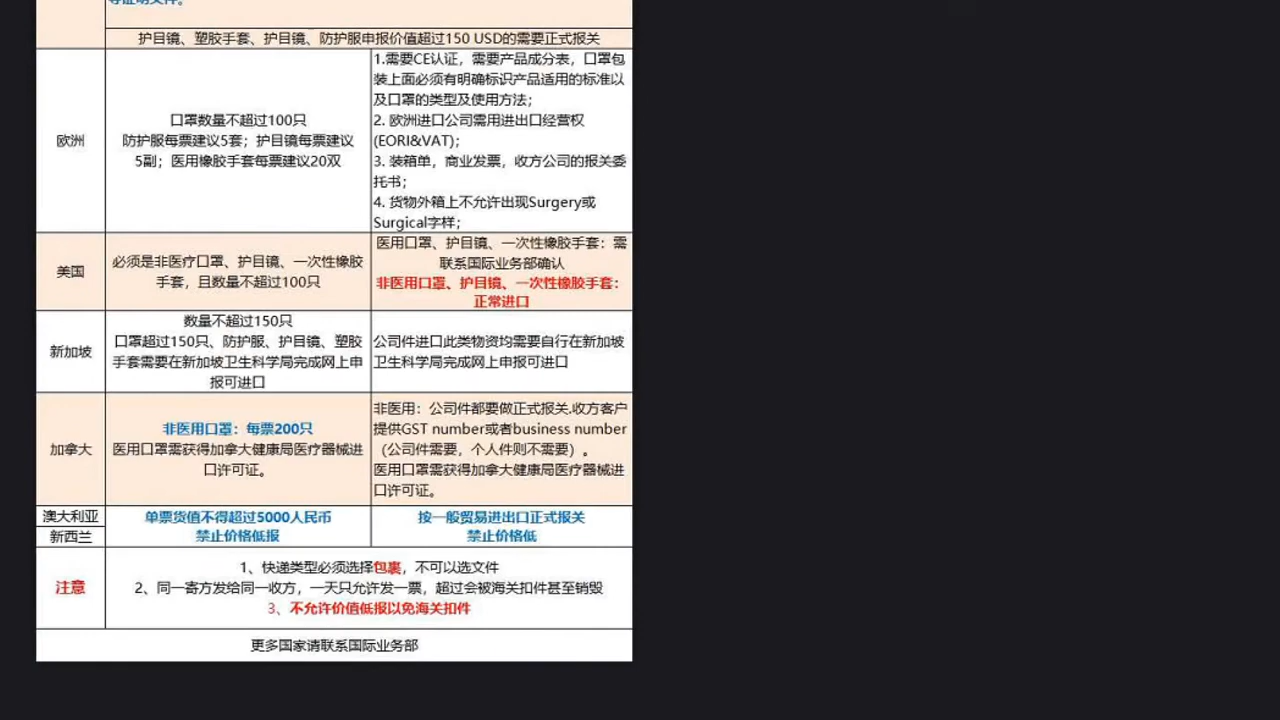 等证明文件。
护目镜、塑胶手套、护目镜、防护服申报价值超过150 USD的需要正式报关
欧洲
口罩数量不超过100只
防护服每票建议5套；护目镜每票建议
5副；医用橡胶手套每票建议20双
1.需要CE认证，需要产品成分表，口罩包
装上面必须有明确标识产品适用的标准以
及口罩的类型及使用方法；
2. 欧洲进口公司需用进出口经营权
(EORI&VAT)；
3. 装箱单，商业发票，收方公司的报关委
托书；
4. 货物外箱上不允许出现Surgery或
Surgical字样；
美国
必须是非医疗口罩、护目镜、一次性橡胶
手套，且数量不超过100只
医用口罩、护目镜、一次性橡胶手套：需
联系国际业务部确认
非医用口罩、护目镜、一次性橡胶手套：
正常进口
新加坡
数量不超过150只
口罩超过150只、防护服、护目镜、塑胶
手套需要在新加坡卫生科学局完成网上申
报可进口
公司件进口此类物资均需要自行在新加坡
卫生科学局完成网上申报可进口
加拿大
非医用口罩：每票200只
医用口罩需获得加拿大健康局医疗器械进
口许可证。
非医用：公司件都要做正式报关.收方客户
提供GST number或者business number
（公司件需要，个人件则不需要）。
医用口罩需获得加拿大健康局医疗器械进
口许可证。
澳大利亚
新西兰
单票货值不得超过5000人民币
禁止价格低报
按一般贸易进出口正式报关
禁止价格低
注意
1、快递类型必须选择包裹，不可以选文件
2、同一寄方发给同一收方，一天只允许发一票，超过会被海关扣件甚至销毁
3、不允许价值低报以免海关扣件
更多国家请联系国际业务部